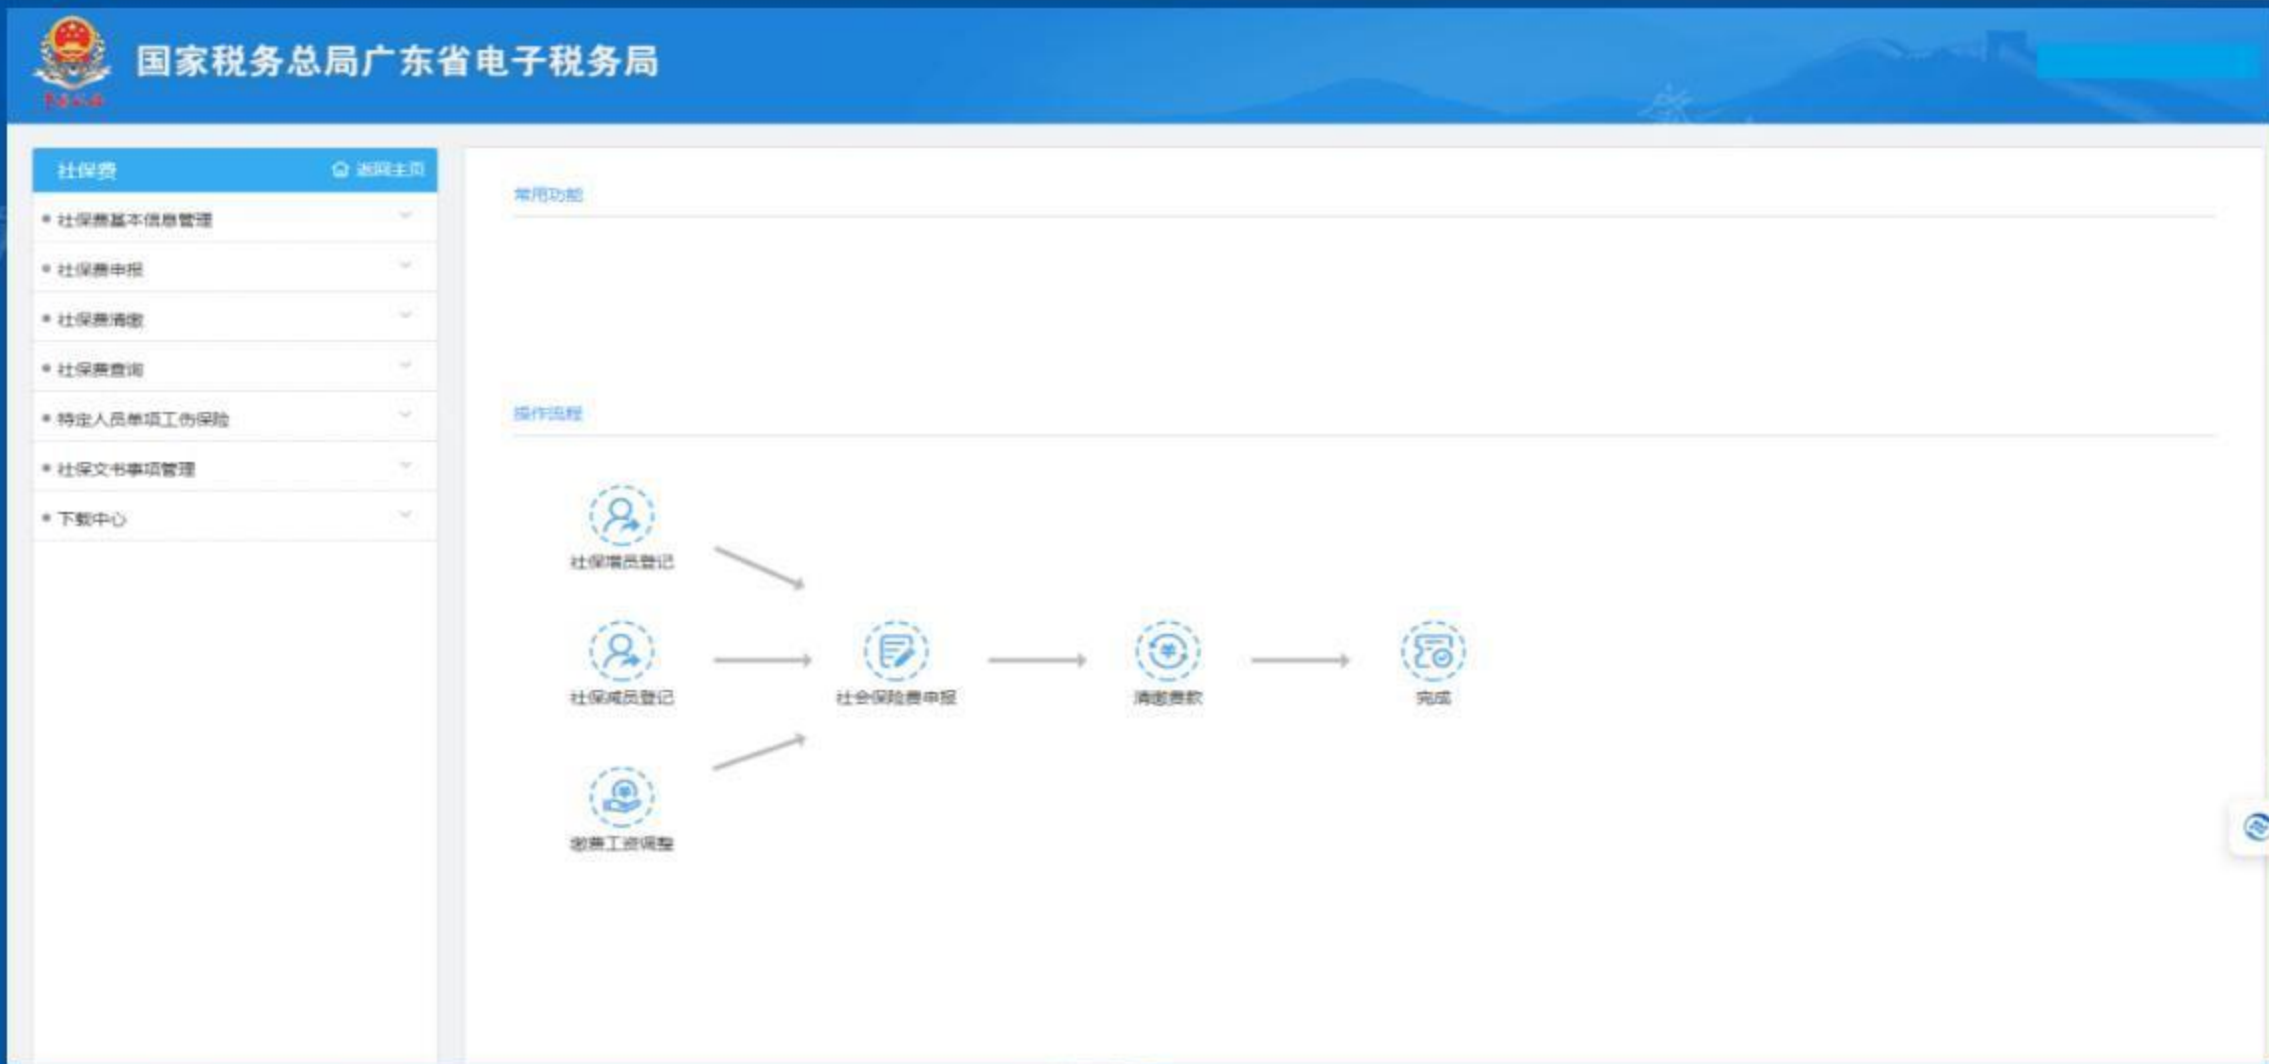 国家税务总局广东省电子税务局
社保费
返回主页
社保费基本信息管理
社保费申报
社保费清缴
社保费查询
特定人员单项工伤保险
社保文书事项管理
下载中心
常用功能
操作流程
社保增员登记
社保减员登记
社会保险费申报
清缴费款
完成
缴费工资调整